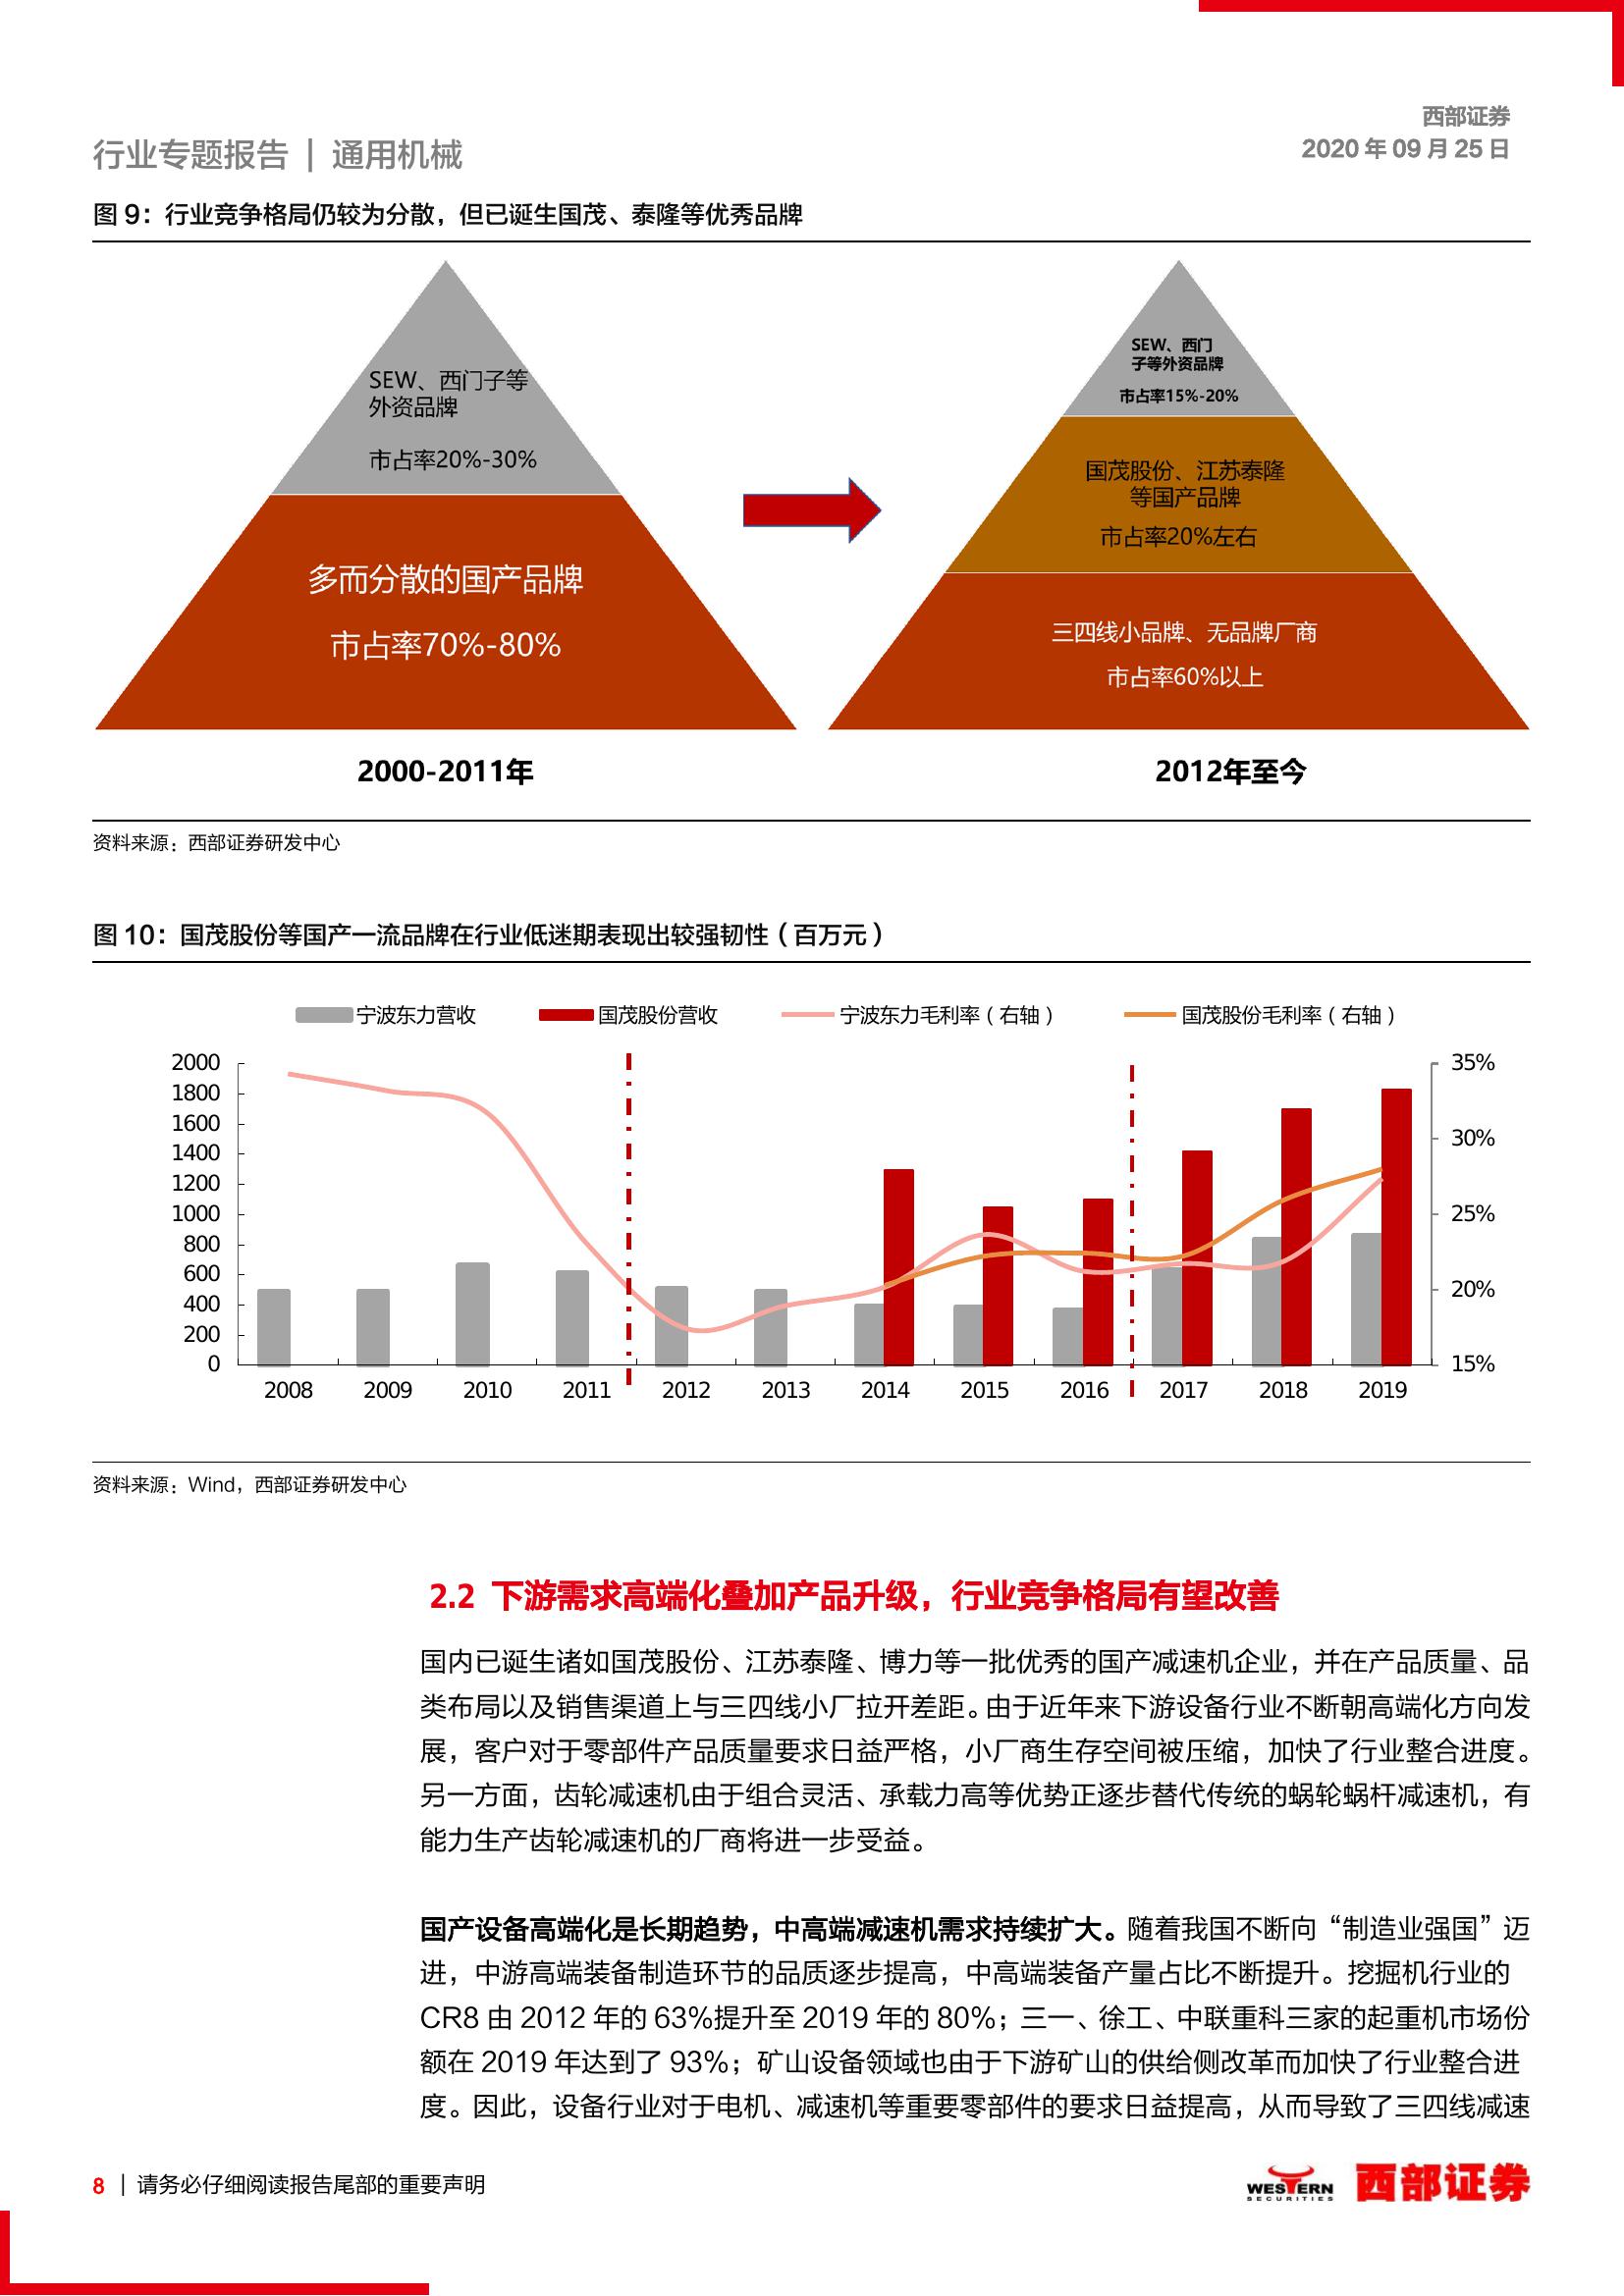 西部证券
行业专题报告 | 通用机械
2020 年 09 月 25 日
图 9：行业竞争格局仍较为分散，但已诞生国茂、泰隆等优秀品牌
SEW、西门子等
外资品牌
市占率20%-30%
多而分散的国产品牌
市占率70%-80%
2000-2011年
SEW、西门
子等外资品牌
市占率15%-20%
国茂股份、江苏泰隆
等国产品牌
市占率20%左右
三四线小品牌、无品牌厂商
市占率60%以上
2012年至今
资料来源：西部证券研发中心
图 10：国茂股份等国产一流品牌在行业低迷期表现出较强韧性（百万元）
宁波东力营收 国茂股份营收 宁波东力毛利率（右轴） 国茂股份毛利率（右轴）
2000 35%
1800
1600
1400 30%
1200
1000 25%
800
600
400 20%
200
0 15%
2008 2009 2010 2011 2012 2013 2014 2015 2016 2017 2018 2019
资料来源：Wind，西部证券研发中心
2.2 下游需求高端化叠加产品升级，行业竞争格局有望改善
国内已诞生诸如国茂股份、江苏泰隆、博力等一批优秀的国产减速机企业，并在产品质量、品
类布局以及销售渠道上与三四线小厂拉开差距。由于近年来下游设备行业不断朝高端化方向发
展，客户对于零部件产品质量要求日益严格，小厂商生存空间被压缩，加快了行业整合进度。
另一方面，齿轮减速机由于组合灵活、承载力高等优势正逐步替代传统的蜗轮蜗杆减速机，有
能力生产齿轮减速机的厂商将进一步受益。
国产设备高端化是长期趋势，中高端减速机需求持续扩大。随着我国不断向“制造业强国”迈
进，中游高端装备制造环节的品质逐步提高，中高端装备产量占比不断提升。挖掘机行业的
CR8 由 2012 年的 63%提升至 2019 年的 80%；三一、徐工、中联重科三家的起重机市场份
额在 2019 年达到了 93%；矿山设备领域也由于下游矿山的供给侧改革而加快了行业整合进
度。因此，设备行业对于电机、减速机等重要零部件的要求日益提高，从而导致了三四线减速
8 | 请务必仔细阅读报告尾部的重要声明
WESTERN
SECURITIES
西部证券